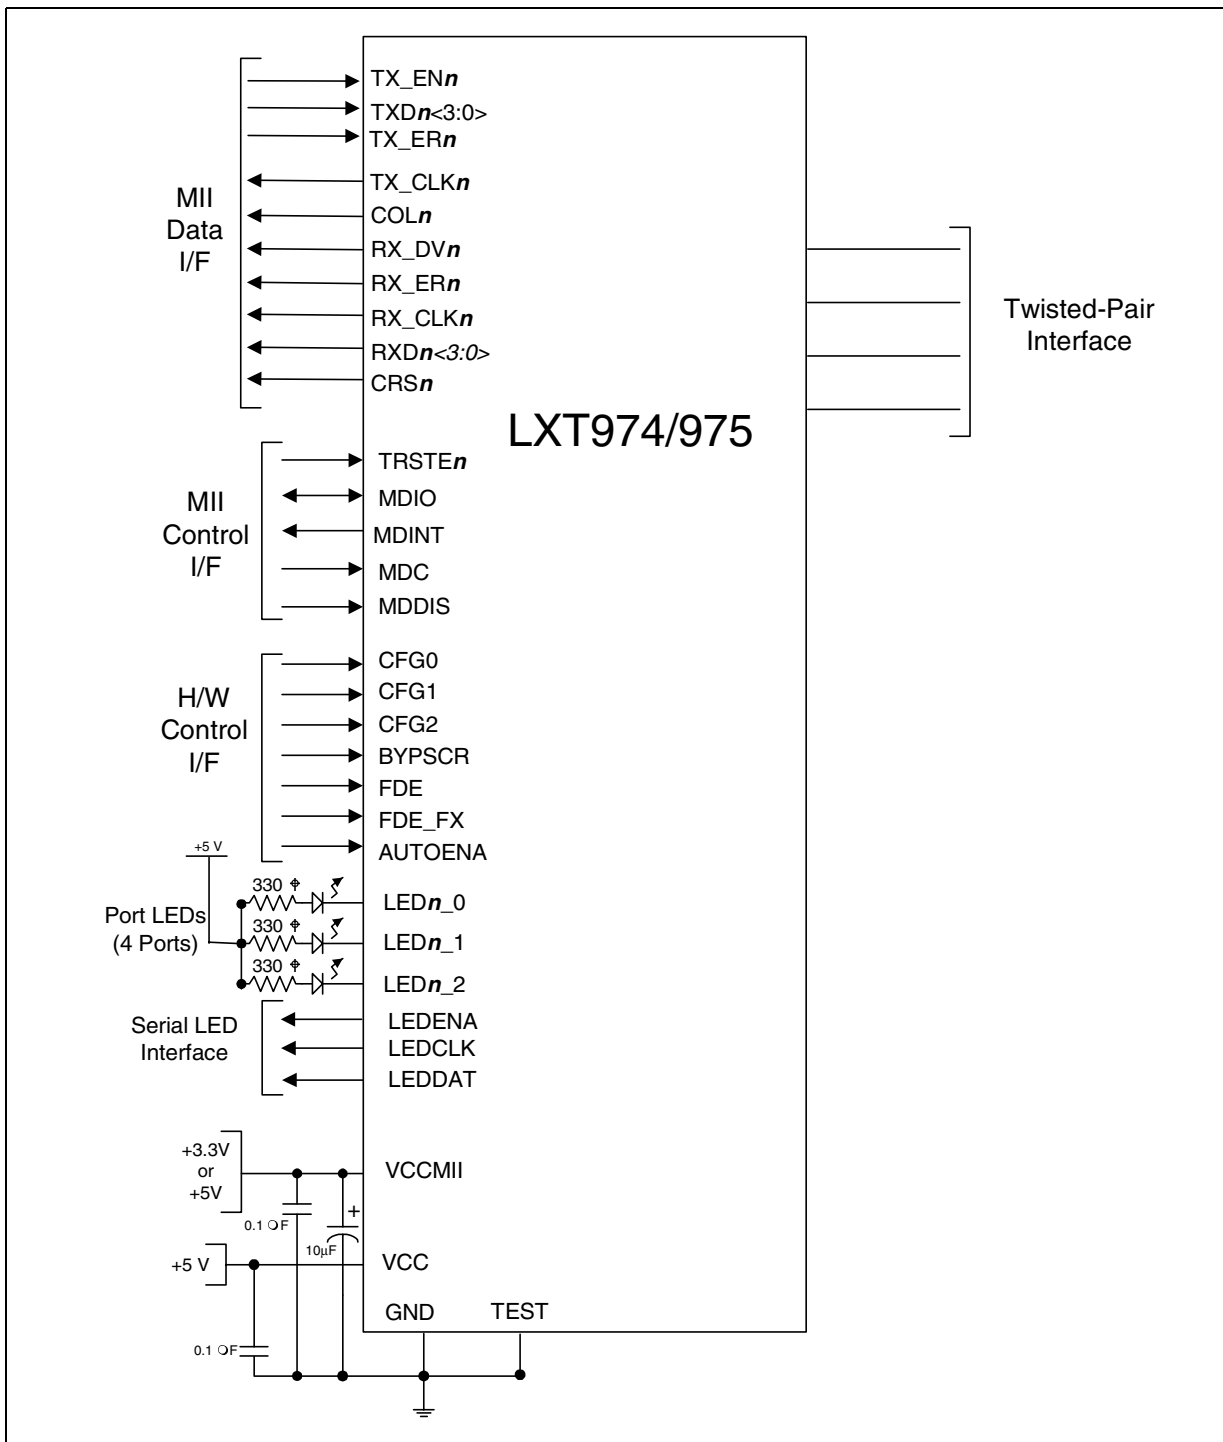 TX_ENn
TXDn<3:0>
TX_ERn
TX_CLKn
COLn
RX_DVn
RX_ERn
RX_CLKn
RXDn<3:0>
CRSn
MII
Data
I/F
Twisted-Pair
Interface
LXT974/975
TRSTEn
MDIO
MDINT
MDC
MDDIS
MII
Control
I/F
CFG0
CFG1
CFG2
BYPSCR
FDE
FDE_FX
AUTOENA
H/W
Control
I/F
+5 V
330 ϕ
LEDn_0
330 ϕ
LEDn_1
330 ϕ
LEDn_2
Port LEDs
(4 Ports)
LEDENA
LEDCLK
LEDDAT
Serial LED
Interface
+3.3V
or
+5V
VCCMII
0.1 ❍F
+
10µF
+5 V
VCC
0.1 ❍F
GND
TEST